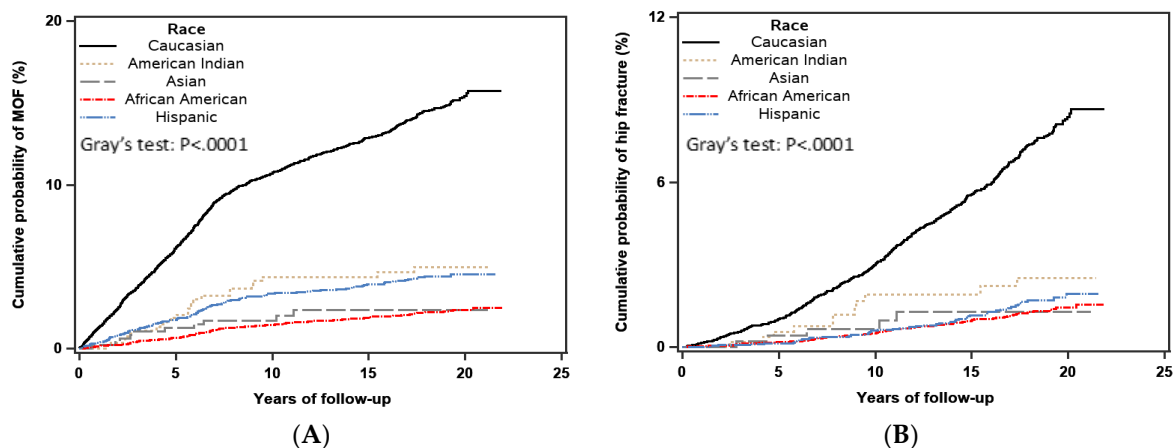 20
10
0
Cumulative probability of MOF (%)
Race
Caucasian
American Indian
Asian
African American
Hispanic
Gray's test: P<.0001
0 5 10 15 20 25
Years of follow-up
(A)
12
6
0
Cumulative probability of hip fracture (%)
Race
Caucasian
American Indian
Asian
African American
Hispanic
Gray's test: P<.0001
0 5 10 15 20 25
Years of follow-up
(B)